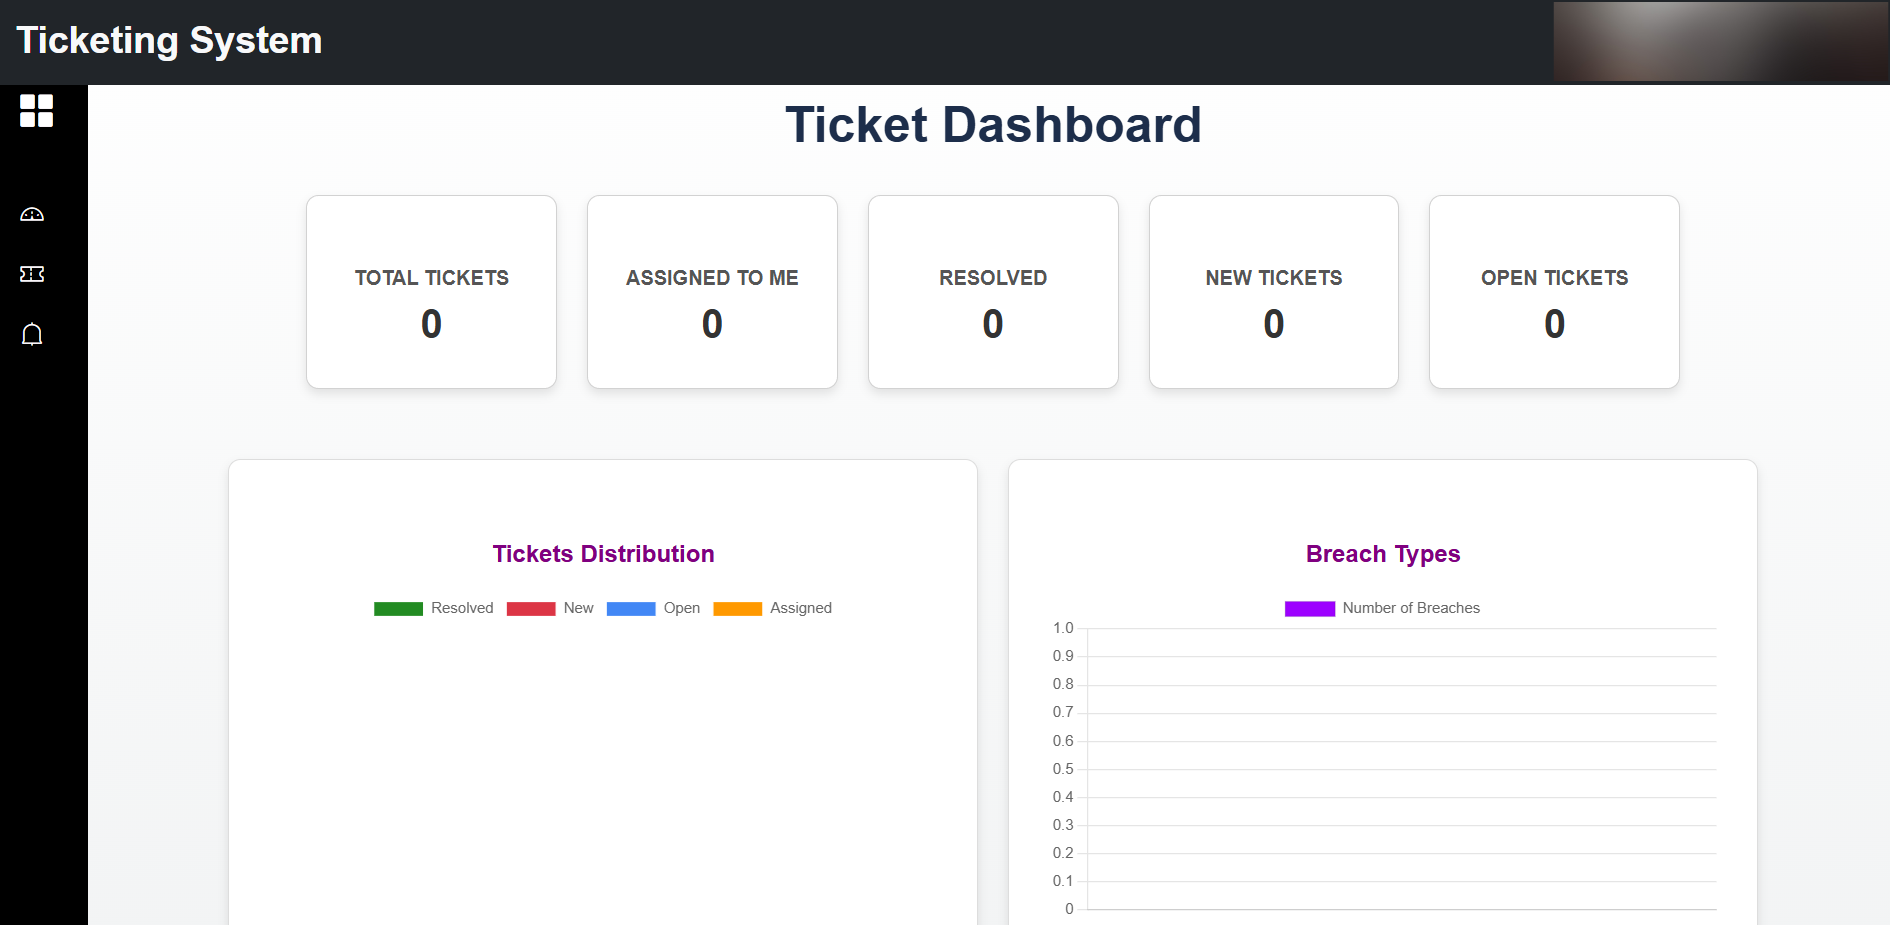 Ticketing System
Ticket Dashboard
TOTAL TICKETS
0
ASSIGNED TO ME
0
RESOLVED
0
NEW TICKETS
0
OPEN TICKETS
0
Tickets Distribution
Resolved New Open Assigned
Breach Types
Number of Breaches
1.0
0.9
0.8
0.7
0.6
0.5
0.4
0.3
0.2
0.1
0